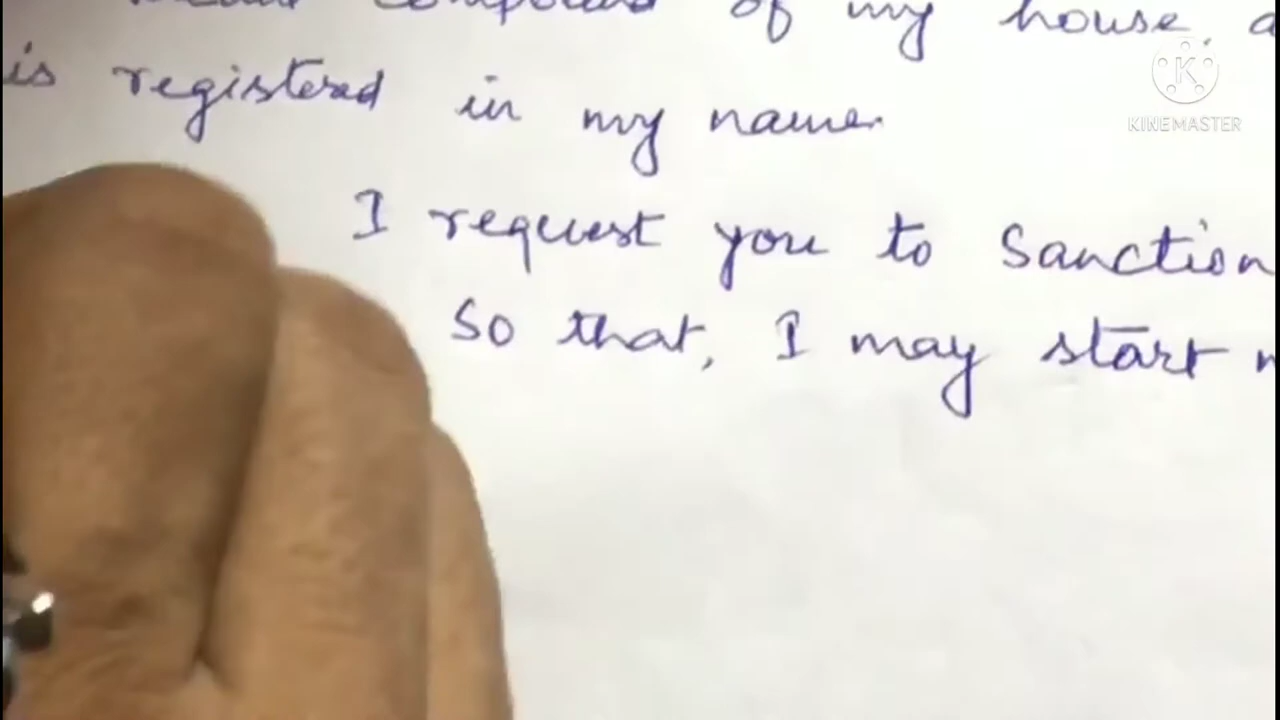 of my house,
is registered in my name.
I request you to Sanction
So that, I may start
KINEMASTER